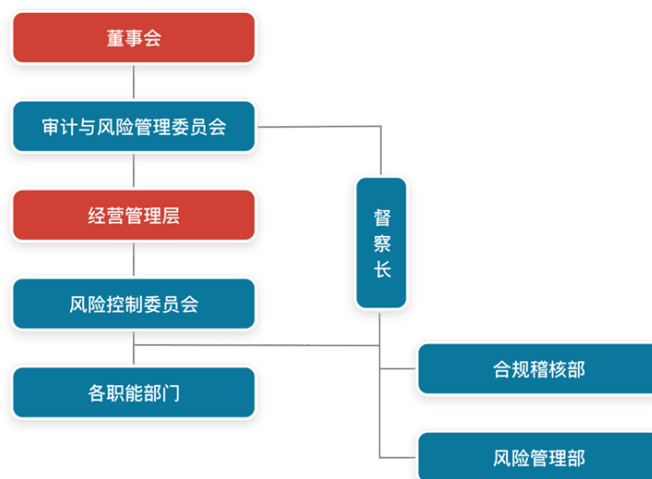 董事会
审计与风险管理委员会
经营管理层
督察长
风险控制委员会
合规稽核部
各职能部门
风险管理部